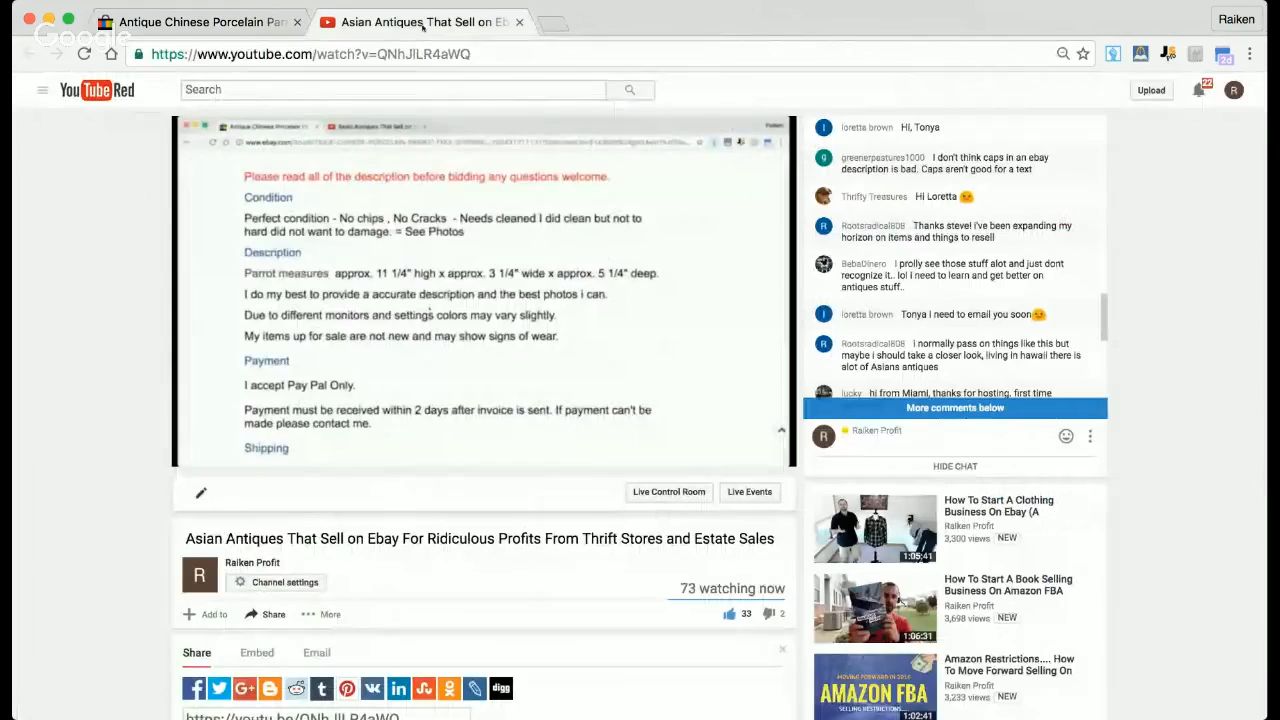 Antique Chinese Porcelain Par
Asian Antiques That Sell on Eb
Raiken
Google
https://www.youtube.com/watch?v=QNhJlLR4aWQ
2d
YouTube Red
Search
Upload
22
R
Please read all of the description before bidding any questions welcome.
Condition
Perfect condition - No chips , No Cracks - Needs cleaned I did clean but not to
hard did not want to damage. = See Photos
Description
Parrot measures approx. 11 1/4" high x approx. 3 1/4" wide x approx. 5 1/4" deep.
I do my best to provide a accurate description and the best photos i can.
Due to different monitors and settings colors may vary slightly.
My items up for sale are not new and may show signs of wear.
Payment
I accept Pay Pal Only.
Payment must be received within 2 days after invoice is sent. If payment can't be
made please contact me.
Shipping
loretta brown Hi, Tonya
greenerpastures1000 I don't think caps in an ebay
description is bad. Caps aren't good for a text
Thrifty Treasures Hi Loretta
Rootsradical808 Thanks steve! i've been expanding my
horizon on items and things to resell
BebaDinero I prolly see those stuff alot and just dont
recognize it.. lol i need to learn and get better on
antiques stuff..
loretta brown Tonya I need to email you soon
Rootsradical808 i normally pass on things like this but
maybe i should take a closer look, living in hawaii there is
alot of Asians antiques
lucky hi from Miami, thanks for hosting, first time
More comments below
R Raiken Profit
HIDE CHAT
Live Control Room
Live Events
Asian Antiques That Sell on Ebay For Ridiculous Profits From Thrift Stores and Estate Sales
R
Raiken Profit
Channel settings
73 watching now
Add to Share More
33 2
Share Embed Email
digg
https://youtu.be/QNhJlLR4aWQ
How To Start A Clothing
Business On Ebay (A
Raiken Profit
3,300 views NEW
1:05:41
How To Start A Book Selling
Business On Amazon FBA
Raiken Profit
3,698 views NEW
1:06:31
Amazon Restrictions.... How
To Move Forward Selling On
Raiken Profit
3,233 views NEW
MOVING FORWARD IN 2016
AMAZON FBA
SELLING RESTRICTIONS
1:02:41